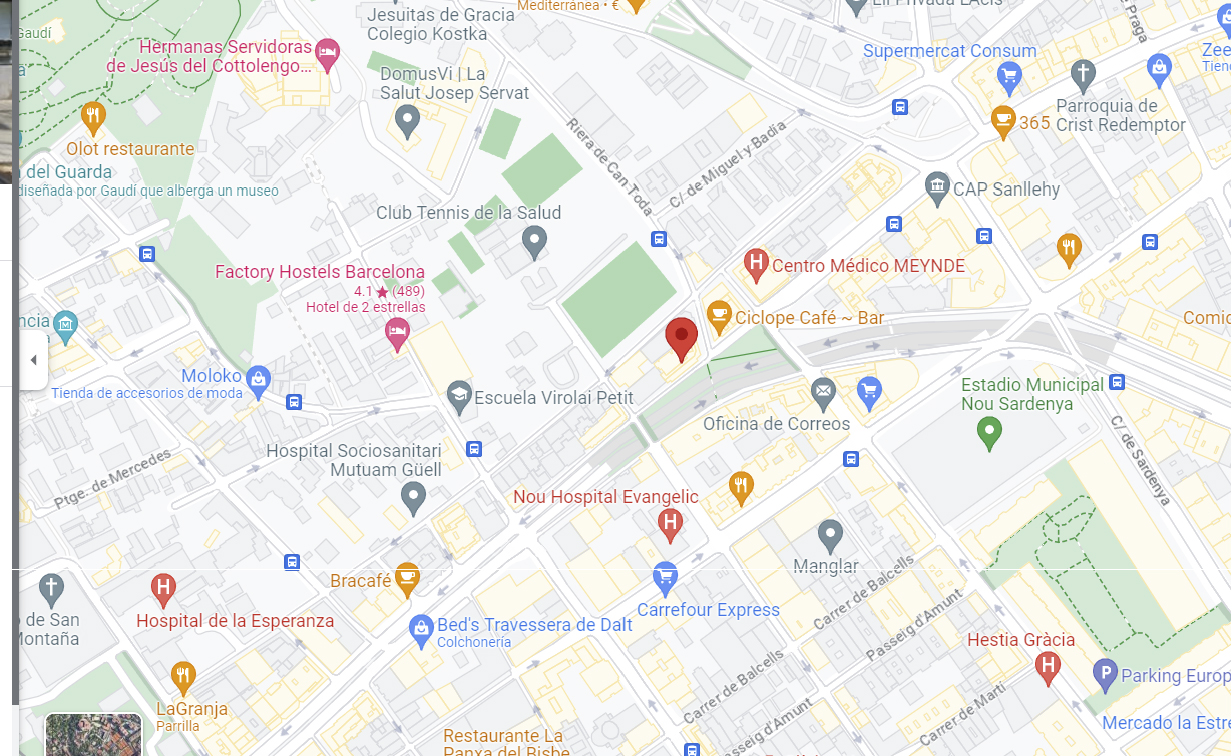 Jesuitas de Gracia
Colegio Kostka
Mediterránea • €
Gaudí
Hermanas Servidoras
de Jesús del Cottolengo...
DomusVi | La
Salut Josep Servat
Supermercat Consum
365
Parroquia de
Crist Redemptor
Olot restaurante
del Guarda
diseñada por Gaudí que alberga un museo
Riera de Can Toda
C/ de Miguel y Badia
CAP Sanllehy
Club Tennis de la Salud
Factory Hostels Barcelona
4.1 ★ (489)
Hotel de 2 estrellas
H
Centro Médico MEYNDE
Ciclope Café ~ Bar
Moloko
Tienda de accesorios de moda
Escuela Virolai Petit
Oficina de Correos
Estadio Municipal
Nou Sardenya
C/ de Sardenya
Hospital Sociosanitari
Mutuam Güell
Ptge. de Mercedes
Nou Hospital Evangelic
H
Manglar
Bracafé
H
Hospital de la Esperanza
Carrefour Express
Bed's Travessera de Dalt
Colchonería
de San
Montaña
Carrer de Balcells
Passeig d'Amunt
Hestia Gràcia
H
P
Parking Europ
LaGranja
Parrilla
Carrer de Balcells
Passeig d'Amunt
Carrer de Martí
Mercado la Estre
Restaurante La
Panxa del Bisbe